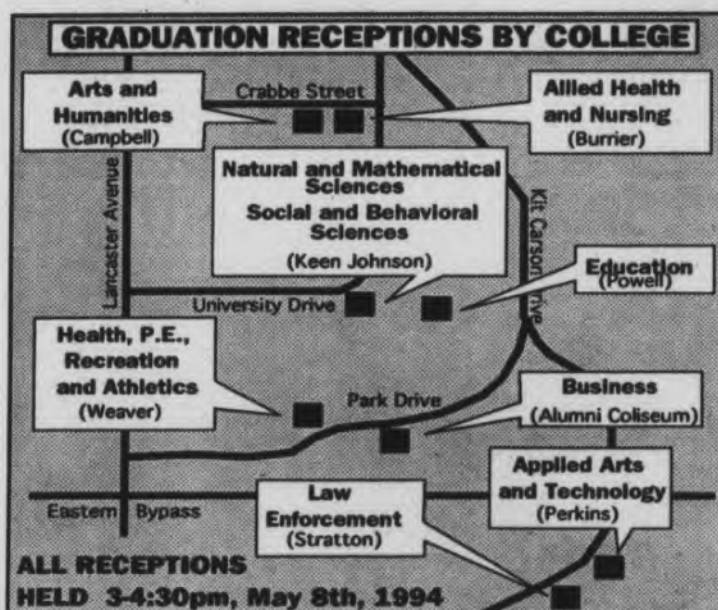 GRADUATION RECEPTIONS BY COLLEGE
Arts and
Humanities
(Campbell)
Crabbe Street
Allied Health
and Nursing
(Burrier)
Natural and Mathematical
Sciences
Social and Behavioral
Sciences
(Keen Johnson)
Lancaster Avenue
Kit Carson Drive
Education
(Powell)
University Drive
Health, P.E.,
Recreation
and Athletics
(Weaver)
Park Drive
Business
(Alumni Coliseum)
Applied Arts
and Technology
(Perkins)
Law
Enforcement
(Stratton)
Eastern Bypass
ALL RECEPTIONS
HELD 3-4:30pm, May 8th, 1994